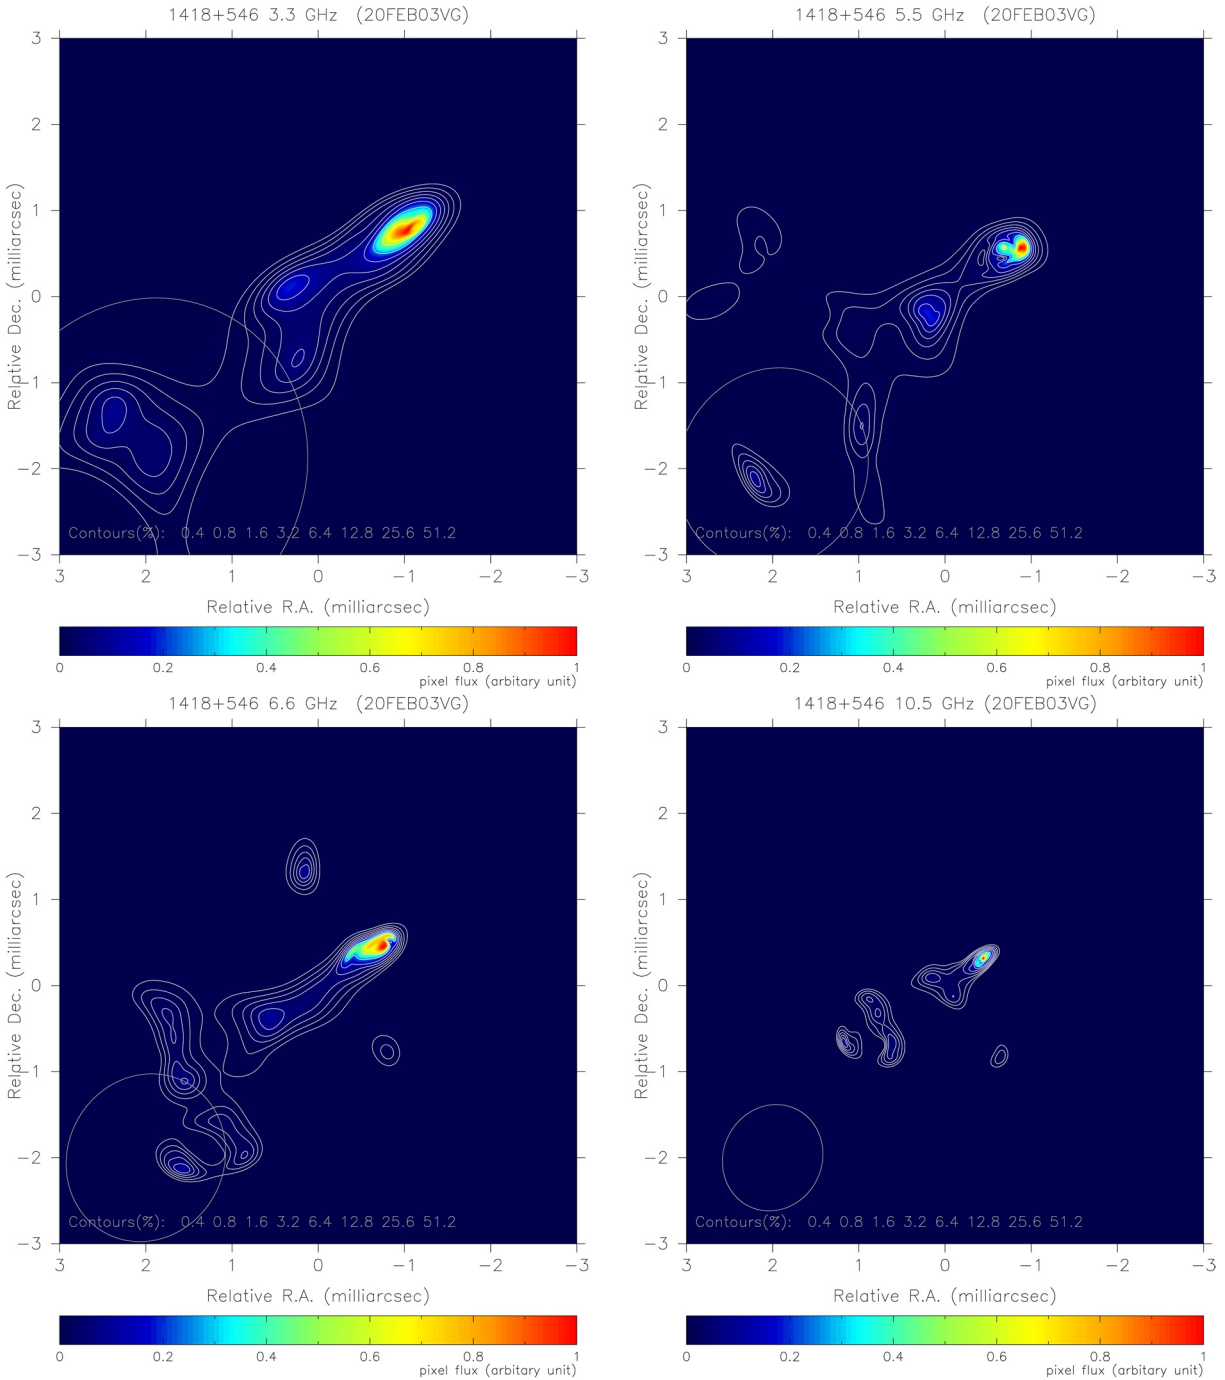 1418+546 3.3 GHz (20FEB03VG)
3
2
1
0
−1
−2
−3
Relative Dec. (milliarcsec)
Contours(%): 0.4 0.8 1.6 3.2 6.4 12.8 25.6 51.2
3 2 1 0 −1 −2 −3
Relative R.A. (milliarcsec)
0 0.2 0.4 0.6 0.8 1
pixel flux (arbitary unit)
1418+546 5.5 GHz (20FEB03VG)
3
2
1
0
−1
−2
−3
Relative Dec. (milliarcsec)
Contours(%): 0.4 0.8 1.6 3.2 6.4 12.8 25.6 51.2
3 2 1 0 −1 −2 −3
Relative R.A. (milliarcsec)
0 0.2 0.4 0.6 0.8 1
pixel flux (arbitary unit)
1418+546 6.6 GHz (20FEB03VG)
3
2
1
0
−1
−2
−3
Relative Dec. (milliarcsec)
Contours(%): 0.4 0.8 1.6 3.2 6.4 12.8 25.6 51.2
3 2 1 0 −1 −2 −3
Relative R.A. (milliarcsec)
0 0.2 0.4 0.6 0.8 1
pixel flux (arbitary unit)
1418+546 10.5 GHz (20FEB03VG)
3
2
1
0
−1
−2
−3
Relative Dec. (milliarcsec)
Contours(%): 0.4 0.8 1.6 3.2 6.4 12.8 25.6 51.2
3 2 1 0 −1 −2 −3
Relative R.A. (milliarcsec)
0 0.2 0.4 0.6 0.8 1
pixel flux (arbitary unit)